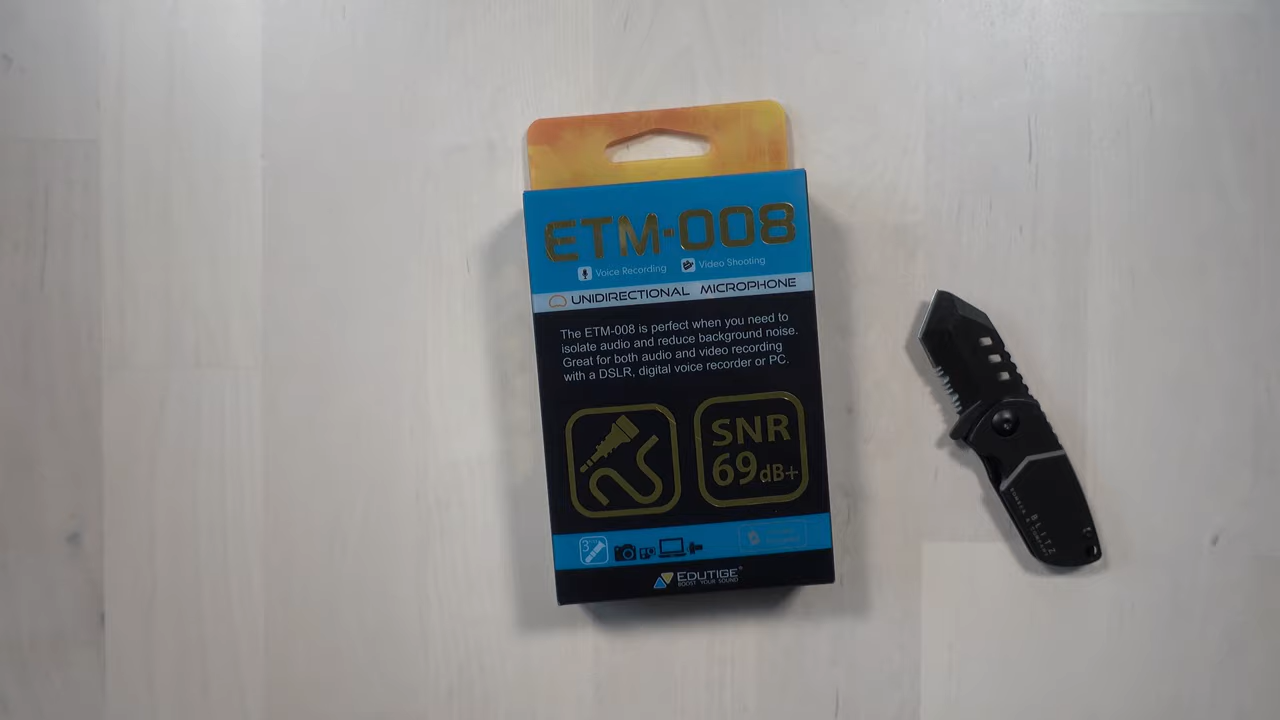 ETM-008
Voice Recording Video Shooting
UNIDIRECTIONAL MICROPHONE
The ETM-008 is perfect when you need to
isolate audio and reduce background noise.
Great for both audio and video recording
with a DSLR, digital voice recorder or PC.
SNR
69dB+
EDUTIGE®
BOOST YOUR SOUND
BLITZ